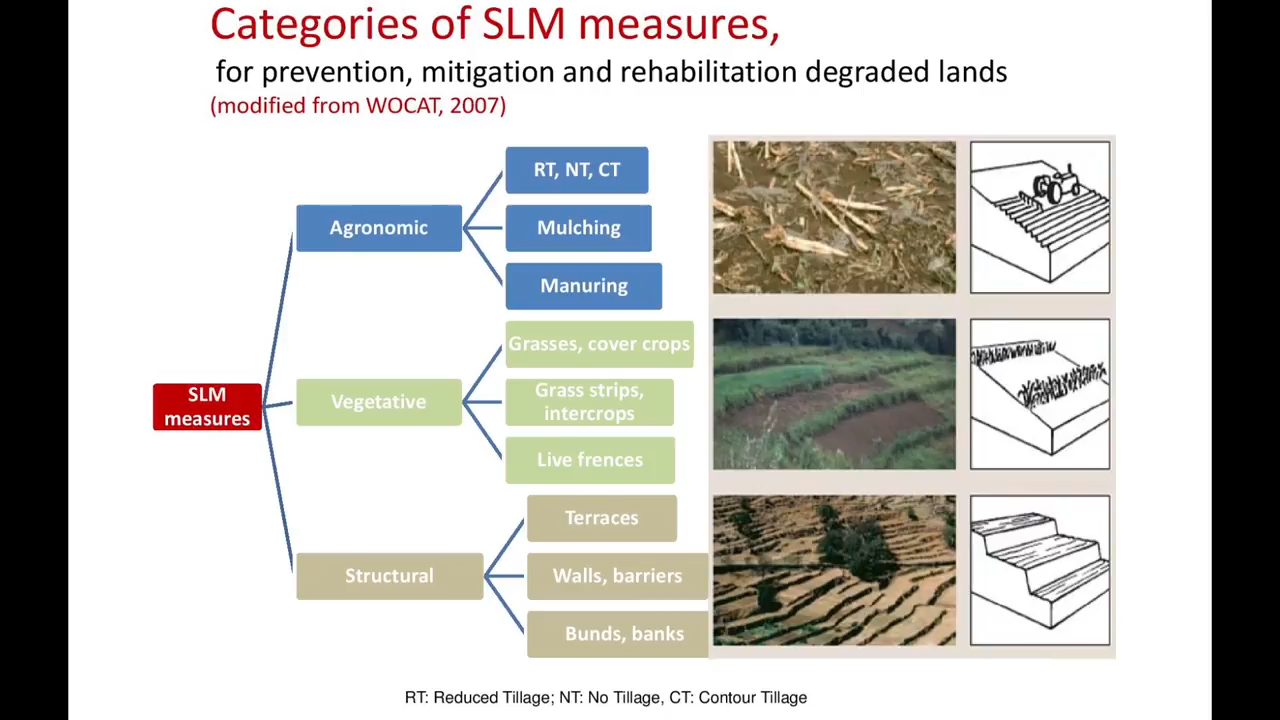 Categories of SLM measures,
for prevention, mitigation and rehabilitation degraded lands
(modified from WOCAT, 2007)
SLM
measures
Agronomic
RT, NT, CT
Mulching
Manuring
Vegetative
Grasses, cover crops
Grass strips,
intercrops
Live frences
Structural
Terraces
Walls, barriers
Bunds, banks
RT: Reduced Tillage; NT: No Tillage, CT: Contour Tillage